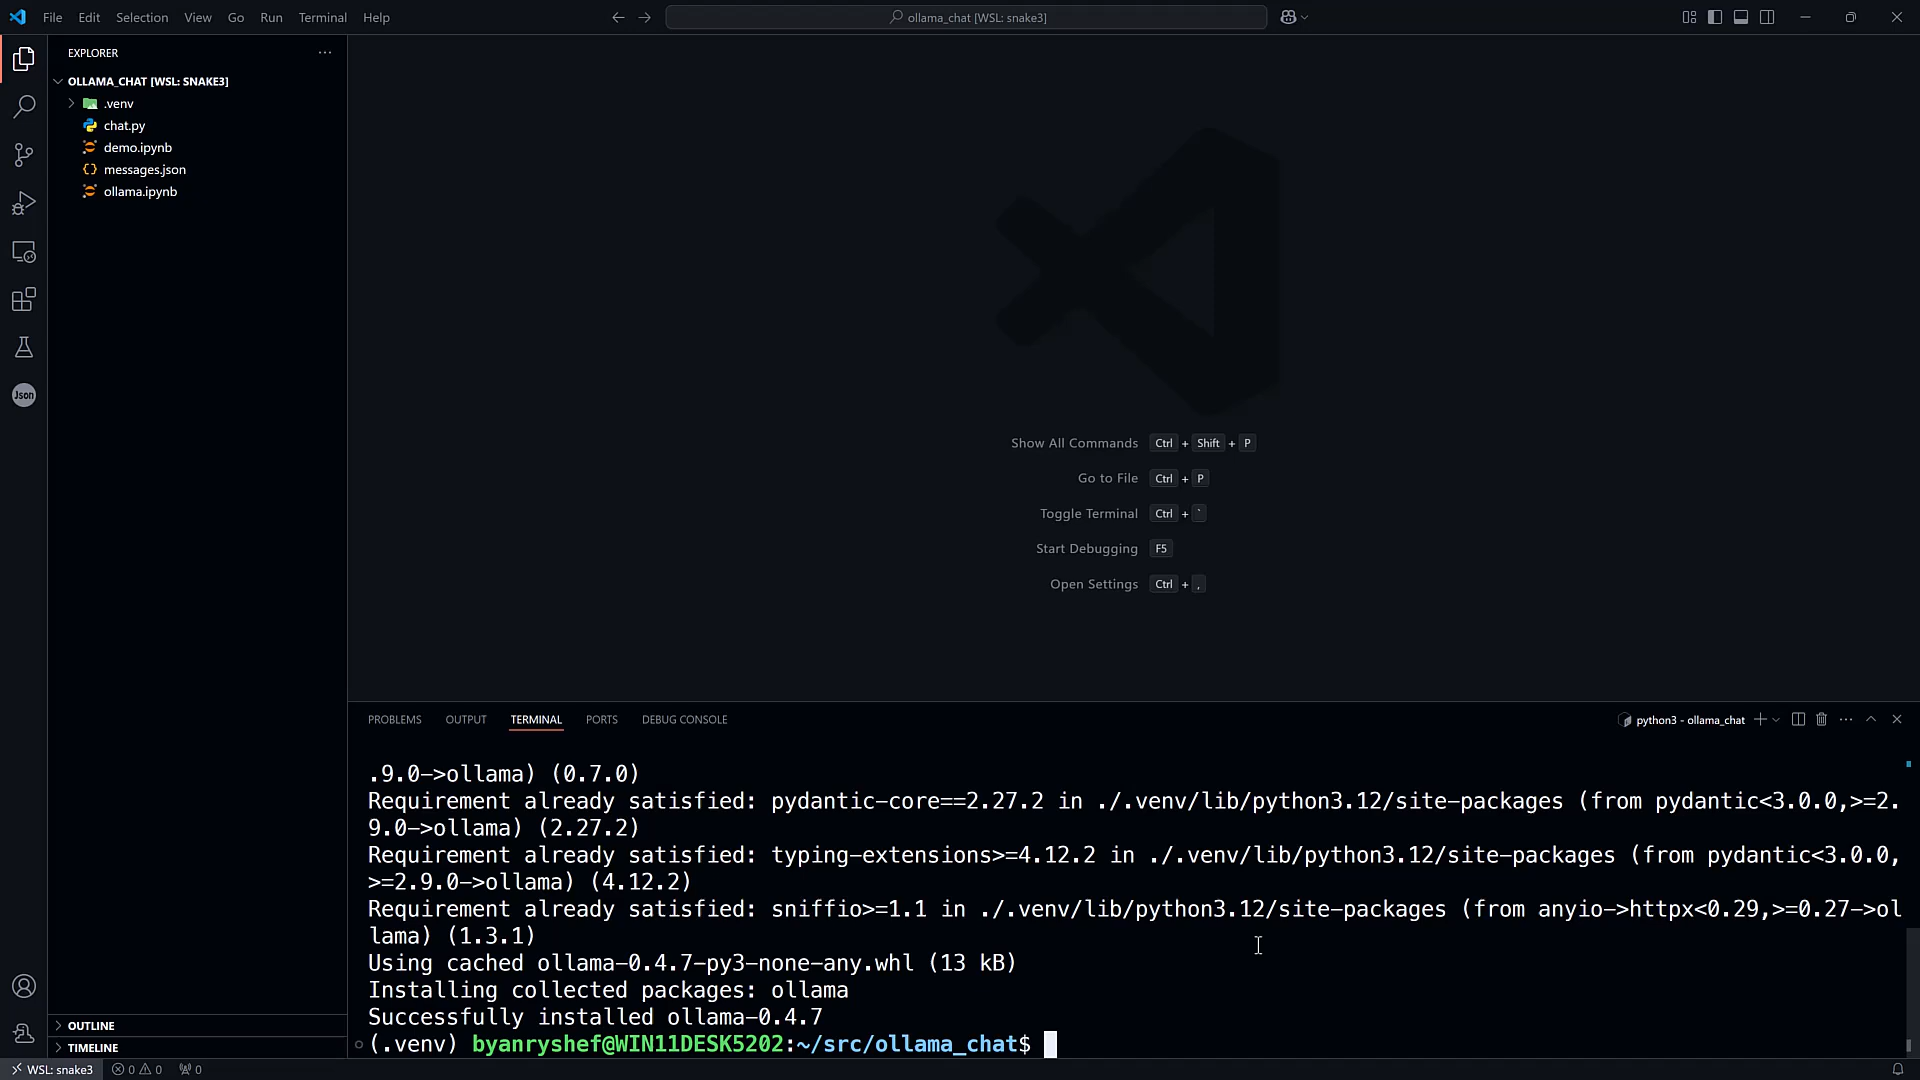 File Edit Selection View Go Run Terminal Help
ollama_chat [WSL: snake3]
EXPLORER
OLLAMA_CHAT [WSL: SNAKE3]
.venv
chat.py
demo.ipynb
messages.json
ollama.ipynb
Json
Show All Commands Ctrl + Shift + P
Go to File Ctrl + P
Toggle Terminal Ctrl + `
Start Debugging F5
Open Settings Ctrl + ,
PROBLEMS OUTPUT TERMINAL PORTS DEBUG CONSOLE
python3 - ollama_chat
.9.0->ollama) (0.7.0)
Requirement already satisfied: pydantic-core==2.27.2 in ./.venv/lib/python3.12/site-packages (from pydantic<3.0.0,>=2.
9.0->ollama) (2.27.2)
Requirement already satisfied: typing-extensions>=4.12.2 in ./.venv/lib/python3.12/site-packages (from pydantic<3.0.0,
>=2.9.0->ollama) (4.12.2)
Requirement already satisfied: sniffio>=1.1 in ./.venv/lib/python3.12/site-packages (from anyio->httpx<0.29,>=0.27->ol
lama) (1.3.1)
Using cached ollama-0.4.7-py3-none-any.whl (13 kB)
Installing collected packages: ollama
Successfully installed ollama-0.4.7
(.venv) byanryshef@WIN11DESK5202:~/src/ollama_chat$
OUTLINE
TIMELINE
WSL: snake3 0 0 0